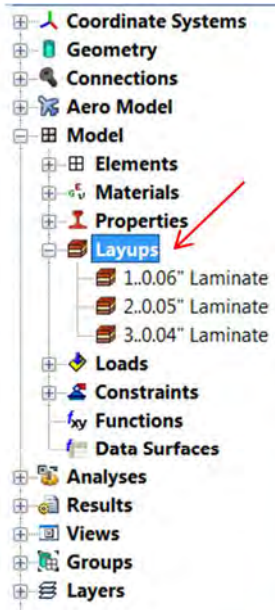 Coordinate Systems
Geometry
Connections
Aero Model
Model
Elements
Materials
Properties
Layups
1..0.06" Laminate
2..0.05" Laminate
3..0.04" Laminate
Loads
Constraints
fxy Functions
Data Surfaces
Analyses
Results
Views
Groups
Layers